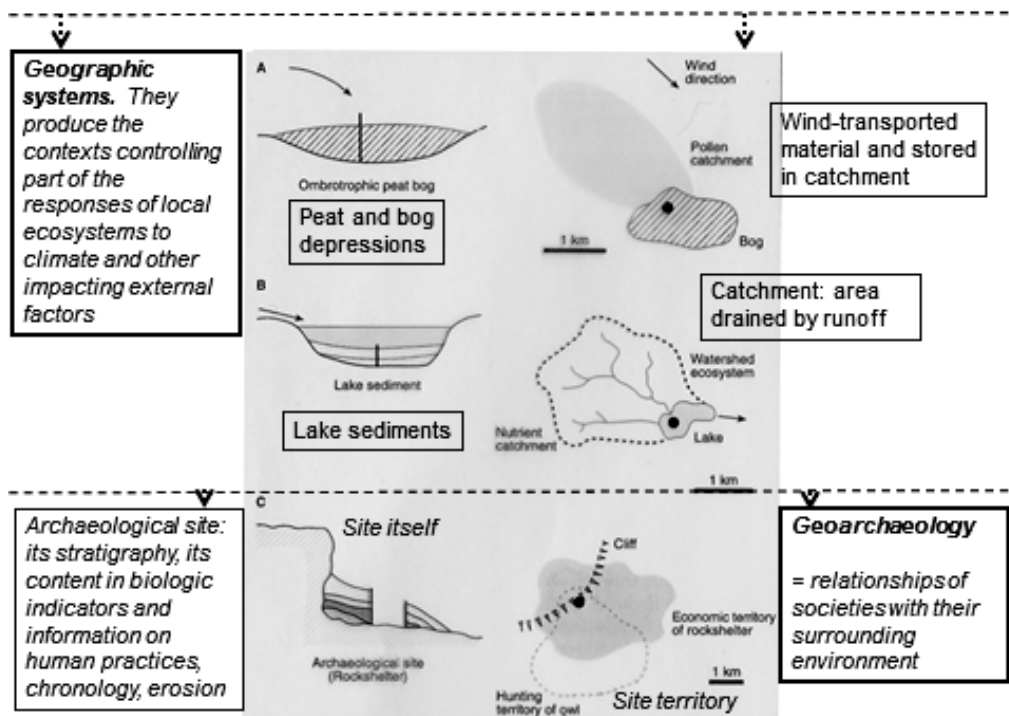 Geographic
systems. They
produce the
contexts controlling
part of the
responses of local
ecosystems to
climate and other
impacting external
factors
A
Ombrotrophic peat bog
Peat and bog
depressions
Wind
direction
Pollen
catchment
Bog
1 km
Wind-transported
material and stored
in catchment
B
Lake sediment
Lake sediments
Catchment: area
drained by runoff
Watershed
ecosystem
Nutrient
catchment
Lake
1 km
Archaeological site:
its stratigraphy, its
content in biologic
indicators and
information on
human practices,
chronology, erosion
C
Site itself
Archaeological site
(Rockshelter)
Cliff
Economic territory
of rockshelter
1 km
Hunting
territory of owl
Site territory
Geoarchaeology
= relationships of
societies with their
surrounding
environment